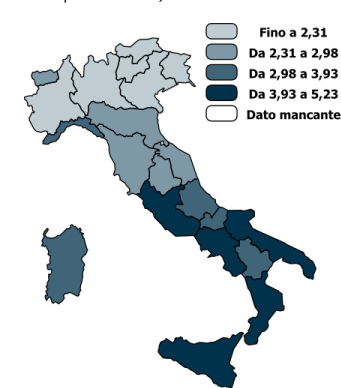 Fino a 2,31
Da 2,31 a 2,98
Da 2,98 a 3,93
Da 3,93 a 5,23
Dato mancante